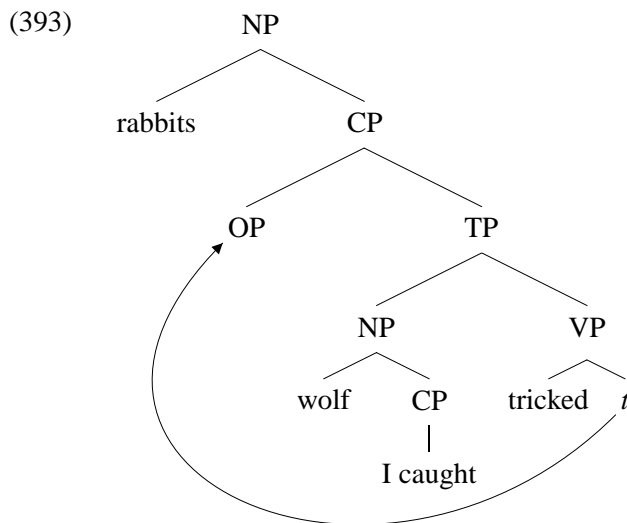 (393) NP
rabbits CP
OP TP
NP VP
wolf CP tricked t
I caught